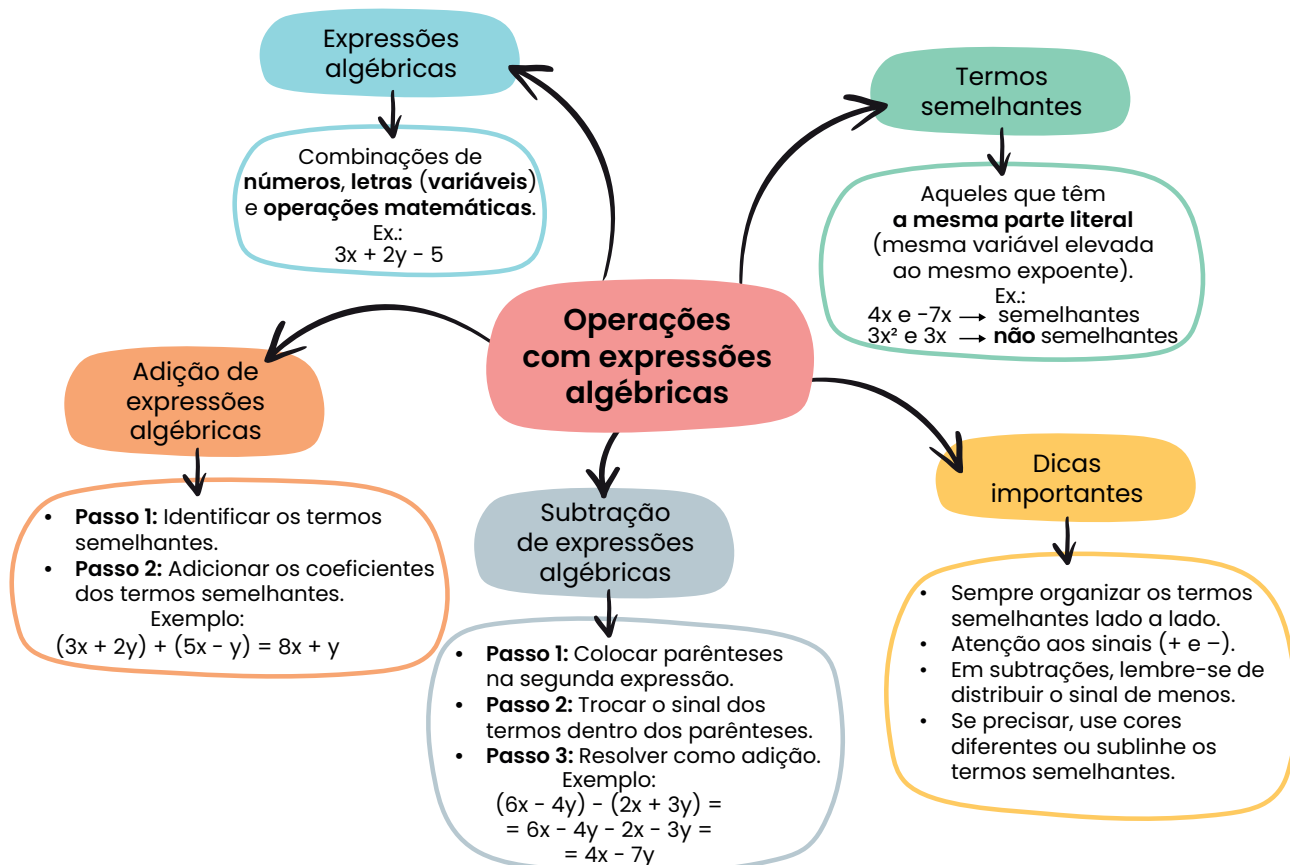 Operações
com expressões
algébricas
Expressões
algébricas
Combinações de
números, letras (variáveis)
e operações matemáticas.
Ex.:
3x + 2y - 5
Termos
semelhantes
Aqueles que têm
a mesma parte literal
(mesma variável elevada
ao mesmo expoente).
Ex.:
4x e -7x → semelhantes
3x² e 3x → não semelhantes
Adição de
expressões
algébricas
• Passo 1: Identificar os termos
semelhantes.
• Passo 2: Adicionar os coeficientes
dos termos semelhantes.
Exemplo:
(3x + 2y) + (5x - y) = 8x + y
Subtração
de expressões
algébricas
• Passo 1: Colocar parênteses
na segunda expressão.
• Passo 2: Trocar o sinal dos
termos dentro dos parênteses.
• Passo 3: Resolver como adição.
Exemplo:
(6x - 4y) - (2x + 3y) =
= 6x - 4y - 2x - 3y =
= 4x - 7y
Dicas
importantes
• Sempre organizar os termos
semelhantes lado a lado.
• Atenção aos sinais (+ e –).
• Em subtrações, lembre-se de
distribuir o sinal de menos.
• Se precisar, use cores
diferentes ou sublinhe os
termos semelhantes.